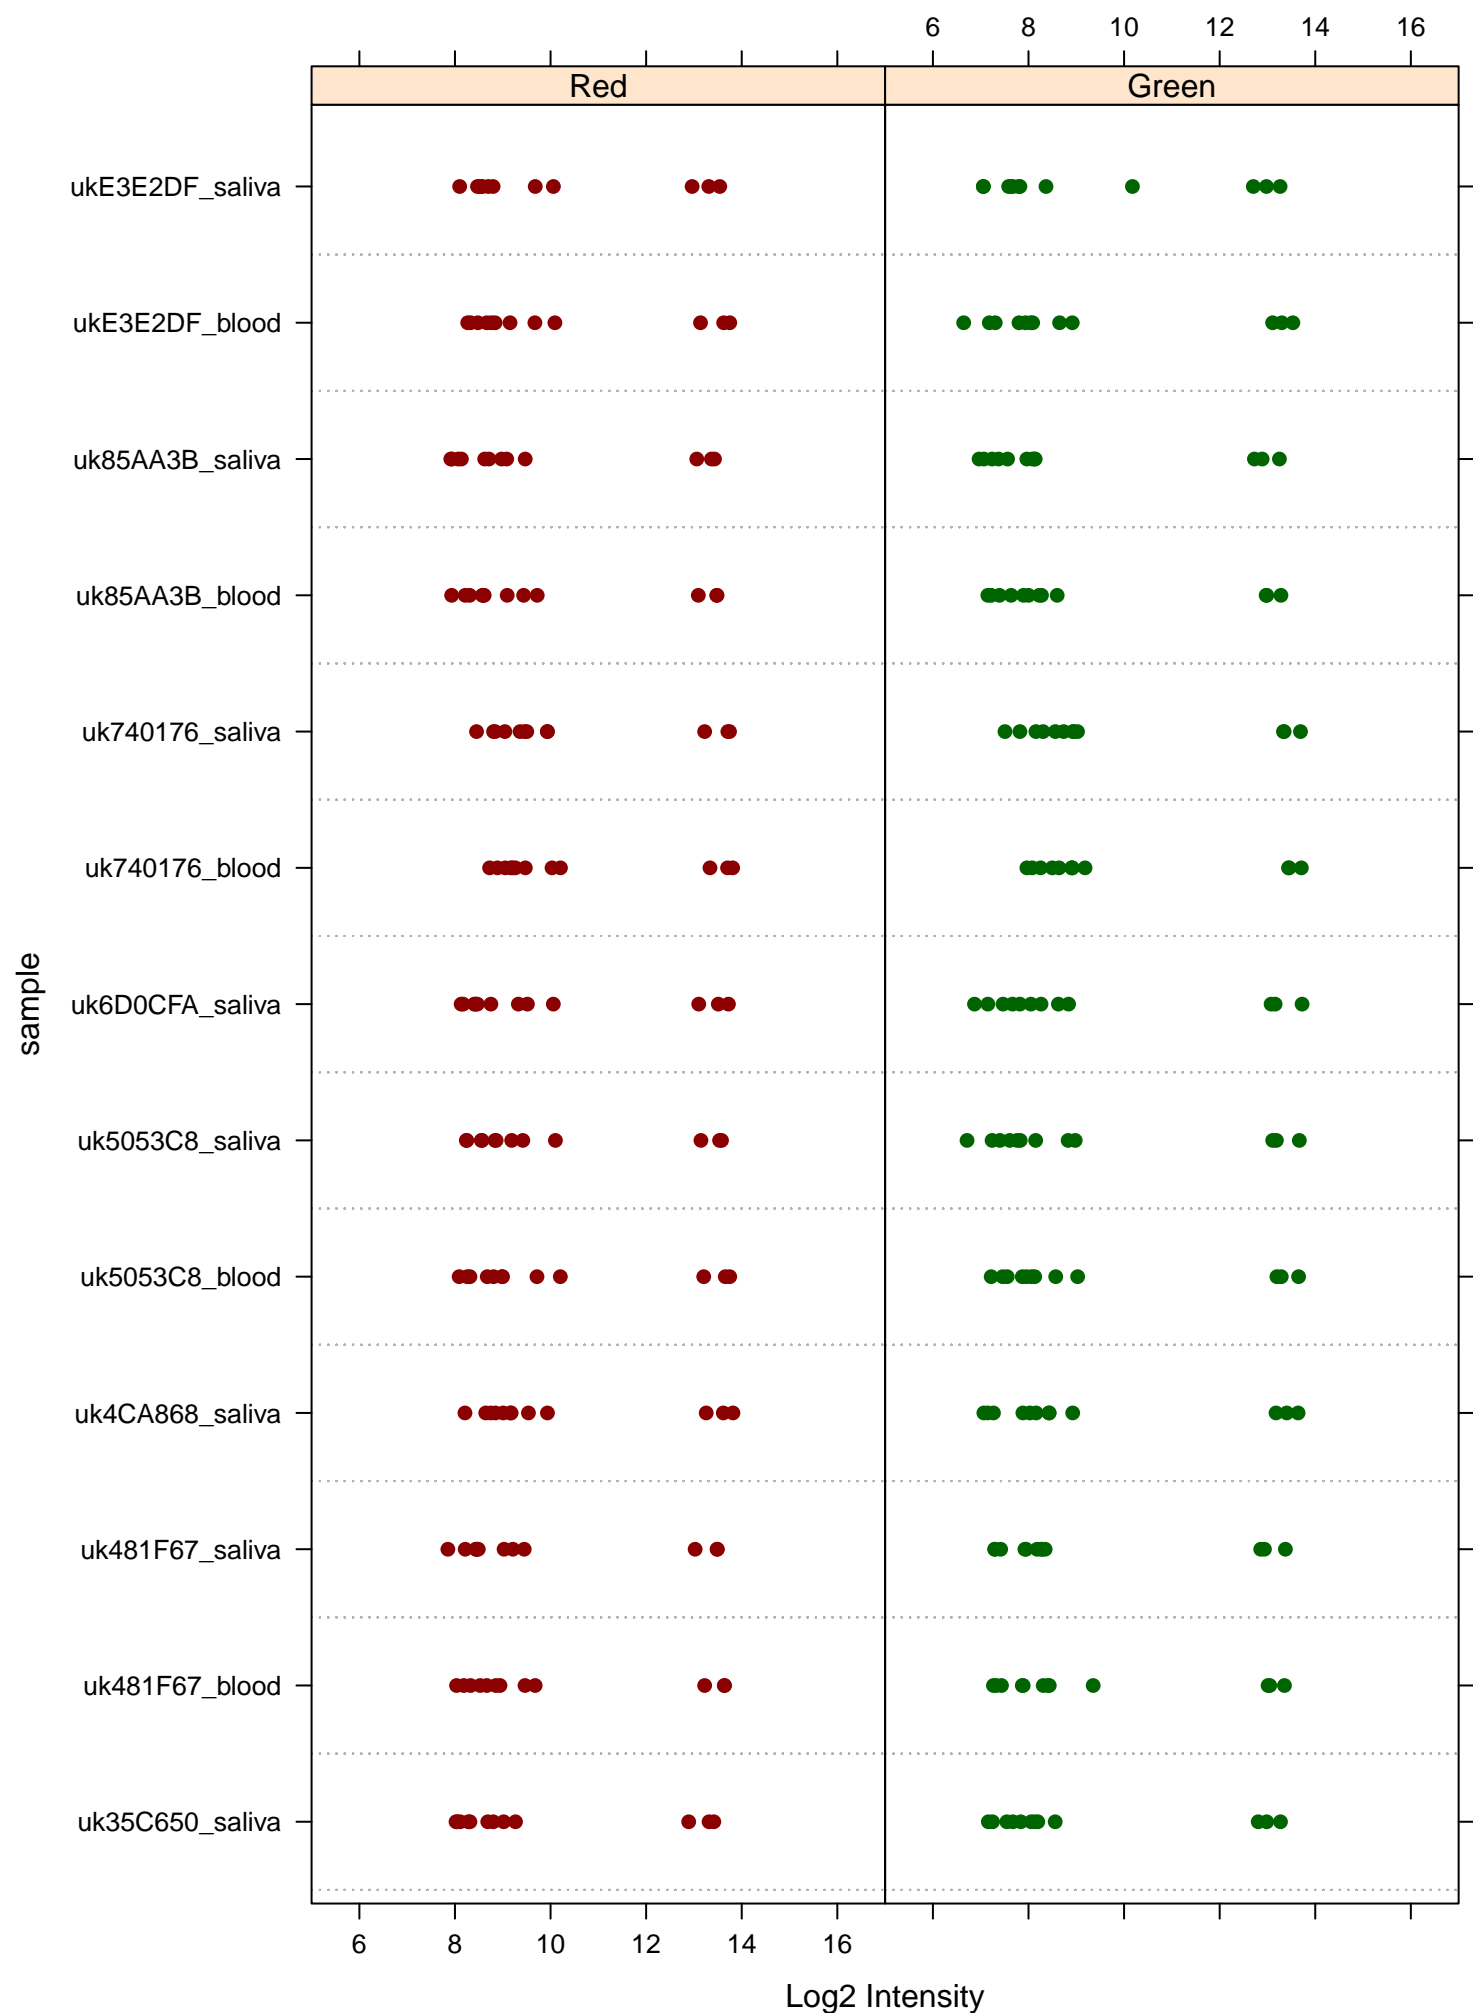 6 8 10 12 14 16
Red Green
ukE3E2DF_saliva
ukE3E2DF_blood
uk85AA3B_saliva
uk85AA3B_blood
uk740176_saliva
uk740176_blood
uk6D0CFA_saliva
uk5053C8_saliva
uk5053C8_blood
uk4CA868_saliva
uk481F67_saliva
uk481F67_blood
uk35C650_saliva
sample
6 8 10 12 14 16
Log2 Intensity